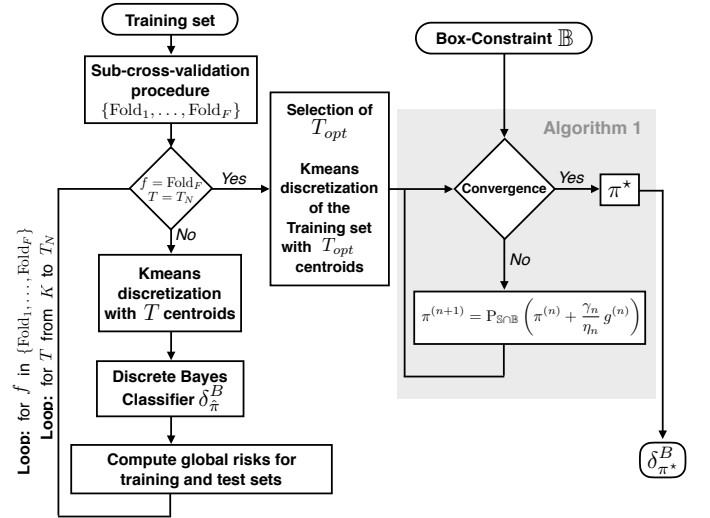 Training set
Sub-cross-validation
procedure
{Fold₁, . . . , Fold_F}
f = Fold_F
T = T_N
Yes
No
Kmeans
discretization
with T centroids
Discrete Bayes
Classifier δ^B_π̂
Compute global risks for
training and test sets
Loop: for f in {Fold₁, . . . , Fold_F}
Loop: for T from K to T_N
Selection of
T_opt
Kmeans
discretization
of the
Training set
with T_opt
centroids
Box-Constraint 𝔹
Algorithm 1
Convergence
Yes
No
π^(n+1) = P_𝕊∩𝔹 ( π^(n) + γ_n/η_n g^(n) )
π⋆
δ^B_π⋆